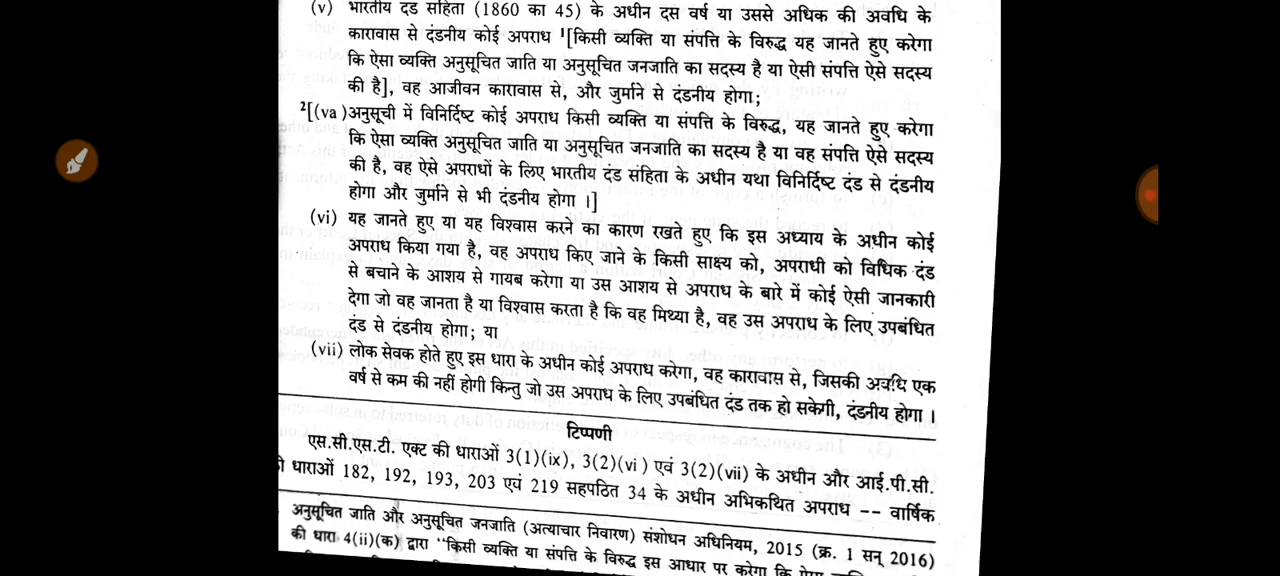 (v) भारतीय दंड संहिता (1860 का 45) के अधीन दस वर्ष या उससे अधिक की अवधि के
कारावास से दंडनीय कोई अपराध ¹[किसी व्यक्ति या संपत्ति के विरुद्ध यह जानते हुए करेगा
कि ऐसा व्यक्ति अनुसूचित जाति या अनुसूचित जनजाति का सदस्य है या ऐसी संपत्ति ऐसे सदस्य
की है], वह आजीवन कारावास से, और जुर्माने से दंडनीय होगा;
²[(va) अनुसूची में विनिर्दिष्ट कोई अपराध किसी व्यक्ति या संपत्ति के विरुद्ध, यह जानते हुए करेगा
कि ऐसा व्यक्ति अनुसूचित जाति या अनुसूचित जनजाति का सदस्य है या वह संपत्ति ऐसे सदस्य
की है, वह ऐसे अपराधों के लिए भारतीय दंड संहिता के अधीन यथा विनिर्दिष्ट दंड से दंडनीय
होगा और जुर्माने से भी दंडनीय होगा ।]
(vi) यह जानते हुए या यह विश्वास करने का कारण रखते हुए कि इस अध्याय के अधीन कोई
अपराध किया गया है, वह अपराध किए जाने के किसी साक्ष्य को, अपराधी को विधिक दंड
से बचाने के आशय से गायब करेगा या उस आशय से अपराध के बारे में कोई ऐसी जानकारी
देगा जो वह जानता है या विश्वास करता है कि वह मिथ्या है, वह उस अपराध के लिए उपबंधित
दंड से दंडनीय होगा; या
(vii) लोक सेवक होते हुए इस धारा के अधीन कोई अपराध करेगा, वह कारावास से, जिसकी अवधि एक
वर्ष से कम की नहीं होगी किन्तु जो उस अपराध के लिए उपबंधित दंड तक हो सकेगी, दंडनीय होगा ।
टिप्पणी
एस.सी.एस.टी. एक्ट की धाराओं 3(1)(ix), 3(2)(vi) एवं 3(2)(vii) के अधीन और आई.पी.सी.
धाराओं 182, 192, 193, 203 एवं 219 सहपठित 34 के अधीन अभिकथित अपराध -- वार्षिक
अनुसूचित जाति और अनुसूचित जनजाति (अत्याचार निवारण) संशोधन अधिनियम, 2015 (क्र. 1 सन् 2016)
की धारा 4(ii)(क) द्वारा "किसी व्यक्ति या संपत्ति के विरुद्ध इस आधार पर करेगा कि ऐसा